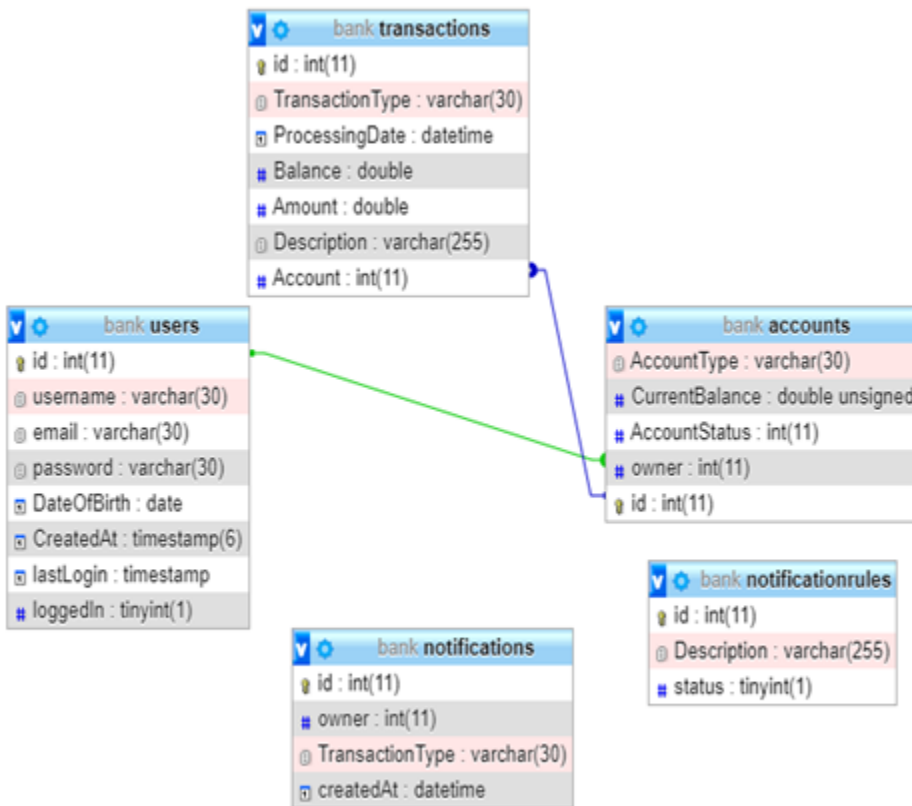 bank transactions
id : int(11)
TransactionType : varchar(30)
ProcessingDate : datetime
# Balance : double
# Amount : double
Description : varchar(255)
# Account : int(11)
bank users
id : int(11)
username : varchar(30)
email : varchar(30)
password : varchar(30)
DateOfBirth : date
CreatedAt : timestamp(6)
lastLogin : timestamp
# loggedIn : tinyint(1)
bank accounts
AccountType : varchar(30)
# CurrentBalance : double unsigned
# AccountStatus : int(11)
# owner : int(11)
id : int(11)
bank notificationrules
id : int(11)
Description : varchar(255)
# status : tinyint(1)
bank notifications
id : int(11)
# owner : int(11)
TransactionType : varchar(30)
createdAt : datetime